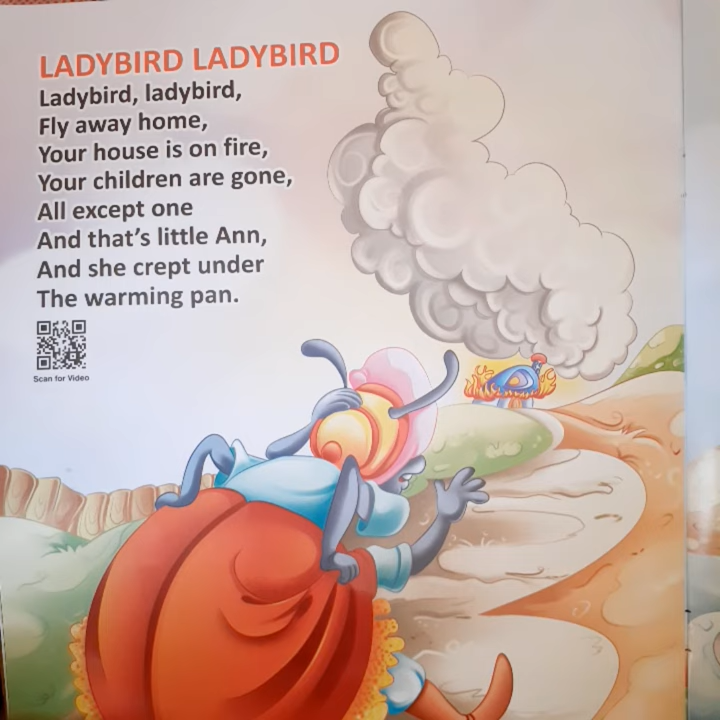 LADYBIRD LADYBIRD
Ladybird, ladybird,
Fly away home,
Your house is on fire,
Your children are gone,
All except one
And that's little Ann,
And she crept under
The warming pan.
Scan for Video